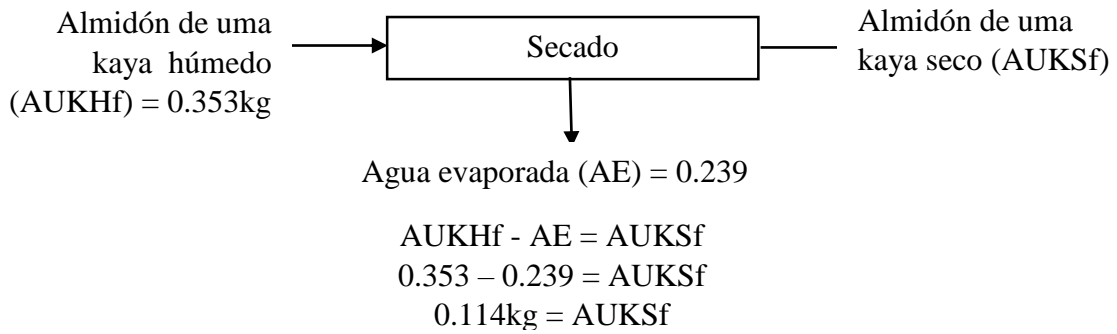 Almidón de uma
kaya húmedo
(AUKHf) = 0.353kg
Secado
Almidón de uma
kaya seco (AUKSf)
Agua evaporada (AE) = 0.239
AUKHf - AE = AUKSf
0.353 – 0.239 = AUKSf
0.114kg = AUKSf